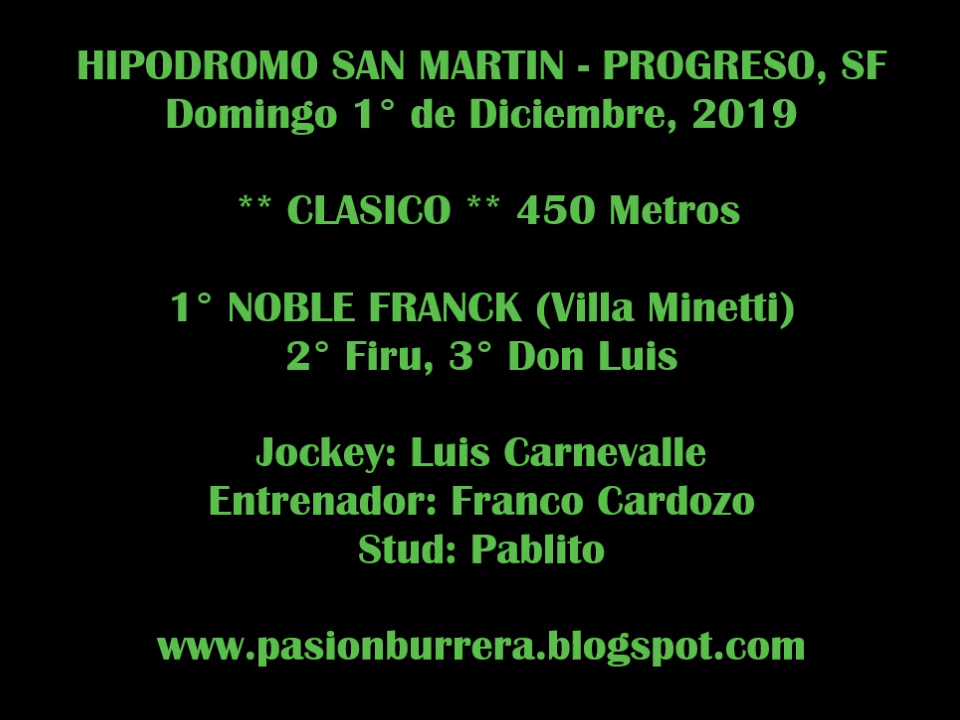 HIPODROMO SAN MARTIN - PROGRESO, SF
Domingo 1° de Diciembre, 2019
** CLASICO ** 450 Metros
1° NOBLE FRANCK (Villa Minetti)
2° Firu, 3° Don Luis
Jockey: Luis Carnevalle
Entrenador: Franco Cardozo
Stud: Pablito
www.pasionburrera.blogspot.com